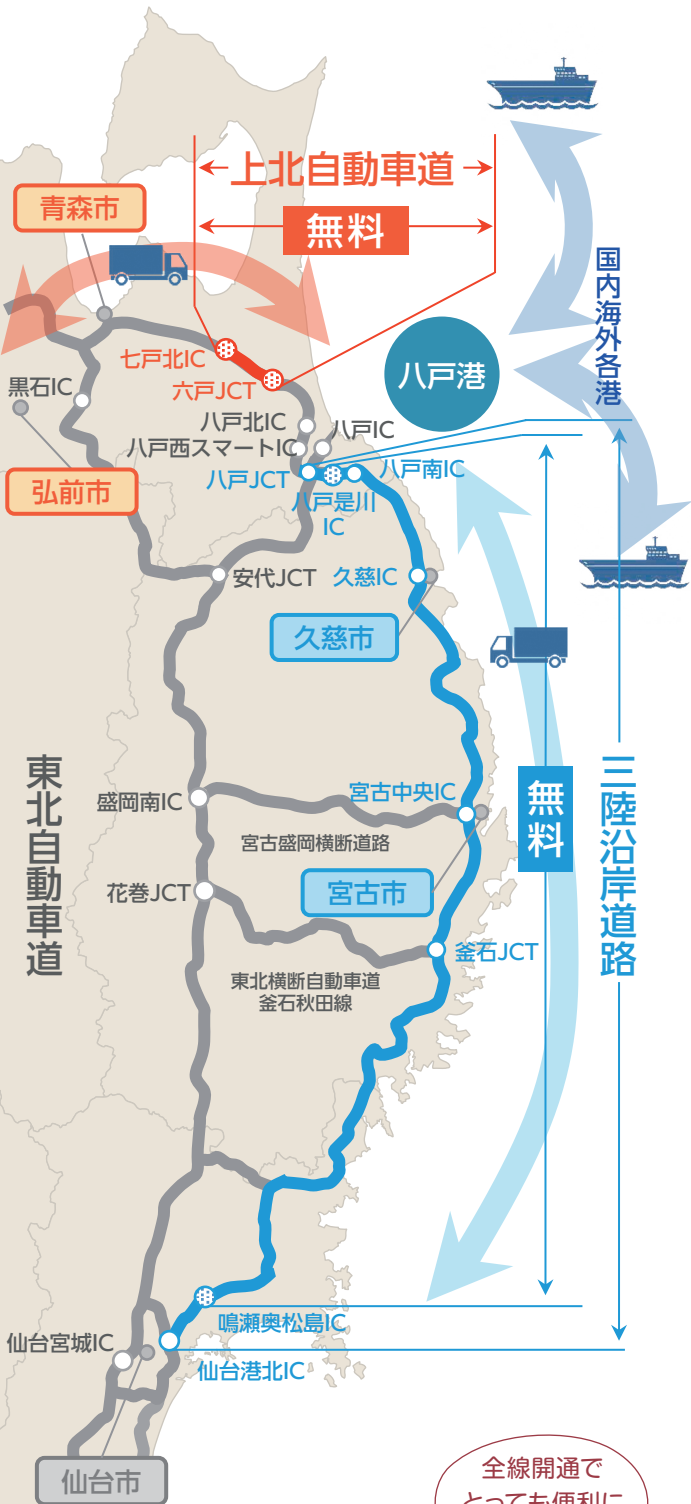 上北自動車道
無料
青森市
国内海外各港
七戸北IC
六戸JCT
八戸港
黒石IC
八戸北IC
八戸IC
八戸西スマートIC
八戸JCT
八戸南IC
八戸是川
IC
弘前市
安代JCT
久慈IC
久慈市
東北自動車道
盛岡南IC
宮古中央IC
無料
三陸沿岸道路
宮古盛岡横断道路
花巻JCT
宮古市
釜石JCT
東北横断自動車道
釜石秋田線
鳴瀬奥松島IC
仙台宮城IC
仙台港北IC
仙台市
全線開通で
とっても便利に